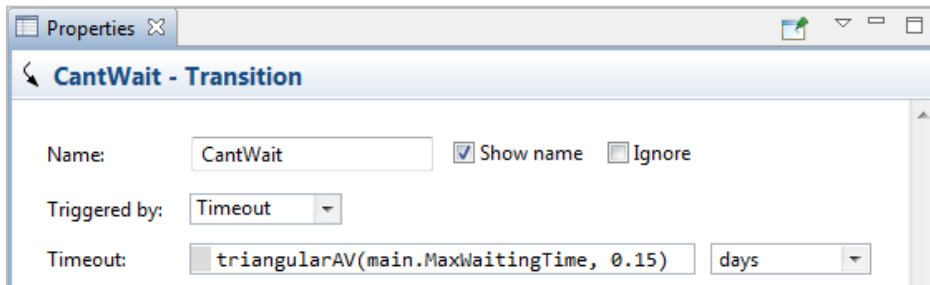 Properties
CantWait - Transition
Name: CantWait Show name Ignore
Triggered by: Timeout
Timeout: triangularAV(main.MaxWaitingTime, 0.15) days